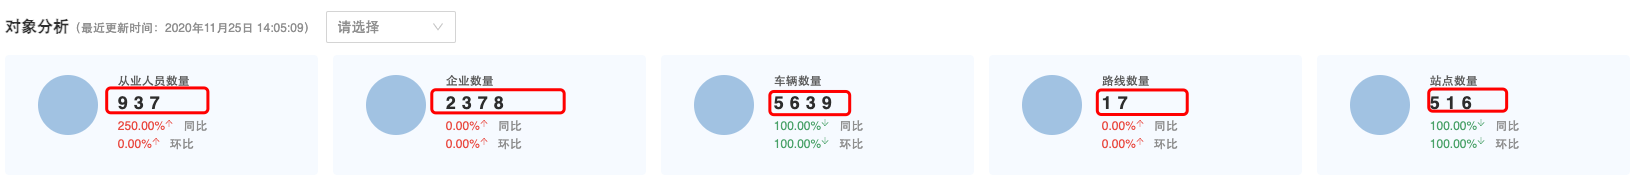 对象分析（最近更新时间：2020年11月25日 14:05:09） 请选择
从业人员数量
937
250.00%↑ 同比
0.00%↑ 环比
企业数量
2378
0.00%↑ 同比
0.00%↑ 环比
车辆数量
5639
100.00%↓ 同比
100.00%↓ 环比
路线数量
17
0.00%↑ 同比
0.00%↑ 环比
站点数量
516
100.00%↓ 同比
100.00%↓ 环比